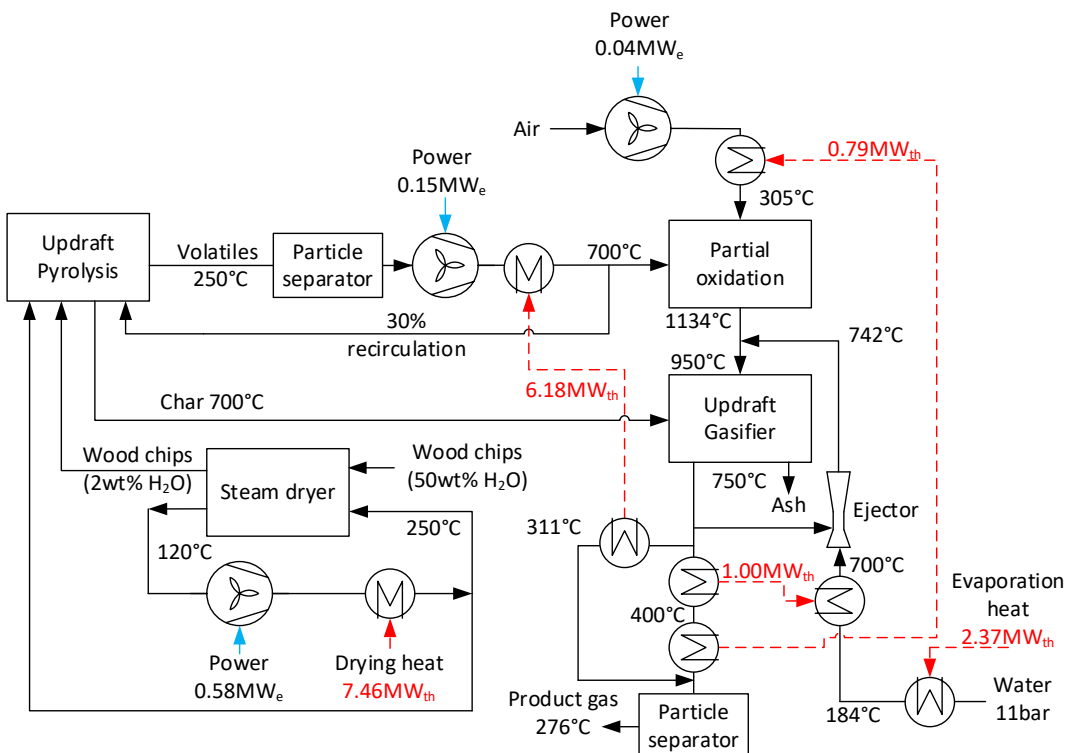 Power
0.04MWe
Air
0.79MWth
305°C
Power
0.15MWe
Updraft
Pyrolysis
Volatiles
250°C
Particle
separator
700°C
Partial
oxidation
30%
recirculation
1134°C
742°C
950°C
6.18MWth
Char 700°C
Updraft
Gasifier
Wood chips
(2wt% H2O)
Steam dryer
Wood chips
(50wt% H2O)
750°C
Ash
Ejector
250°C
311°C
120°C
1.00MWth
700°C
Evaporation
heat
2.37MWth
400°C
Power
0.58MWe
Drying heat
7.46MWth
Product gas
276°C
Particle
separator
184°C
Water
11bar